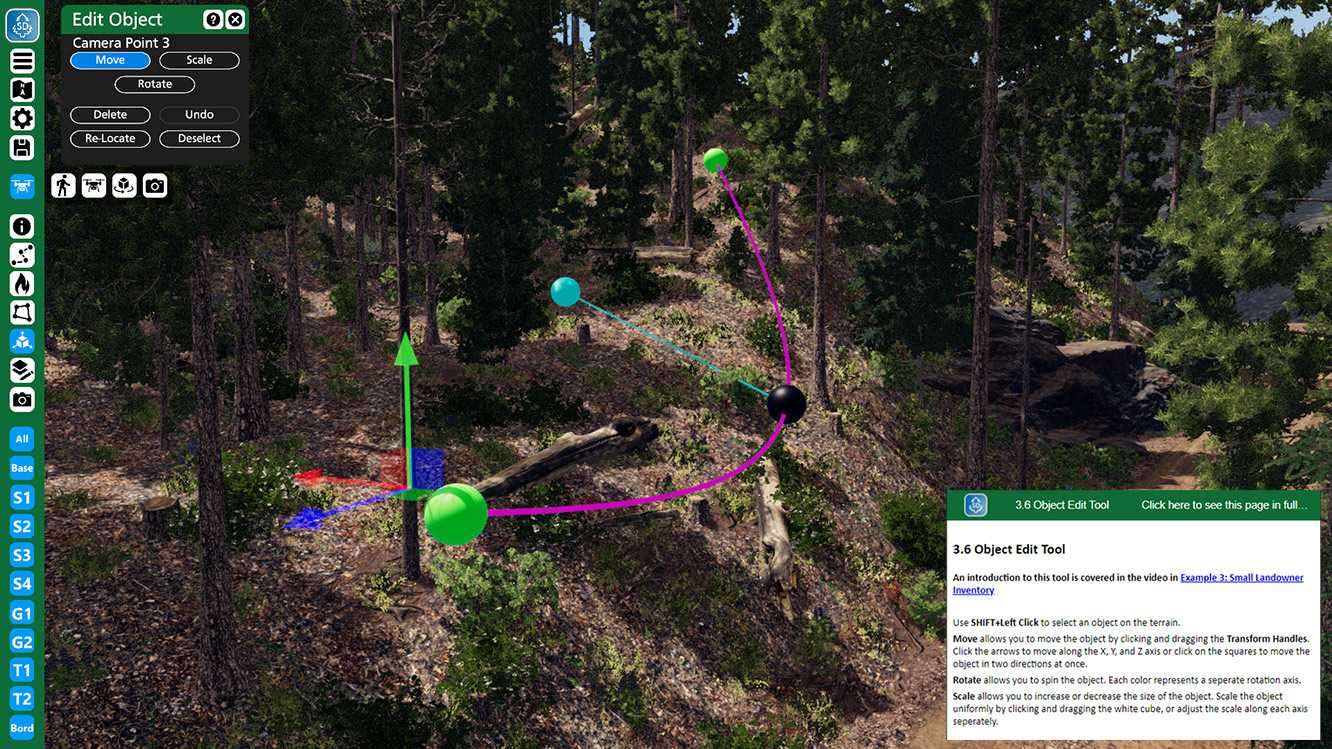 SD
Edit Object
?
Camera Point 3
Move
Scale
Rotate
Delete
Undo
Re-Locate
Deselect
All
Base
S1
S2
S3
S4
G1
G2
T1
T2
Bord
3.6 Object Edit Tool
Click here to see this page in full...
3.6 Object Edit Tool
An introduction to this tool is covered in the video in Example 3: Small Landowner
Inventory
Use SHIFT+Left Click to select an object on the terrain.
Move allows you to move the object by clicking and dragging the Transform Handles.
Click the arrows to move along the X, Y, and Z axis or click on the squares to move the
object in two directions at once.
Rotate allows you to spin the object. Each color represents a seperate rotation axis.
Scale allows you to increase or decrease the size of the object. Scale the object
uniformly by clicking and dragging the white cube, or adjust the scale along each axis
seperately.